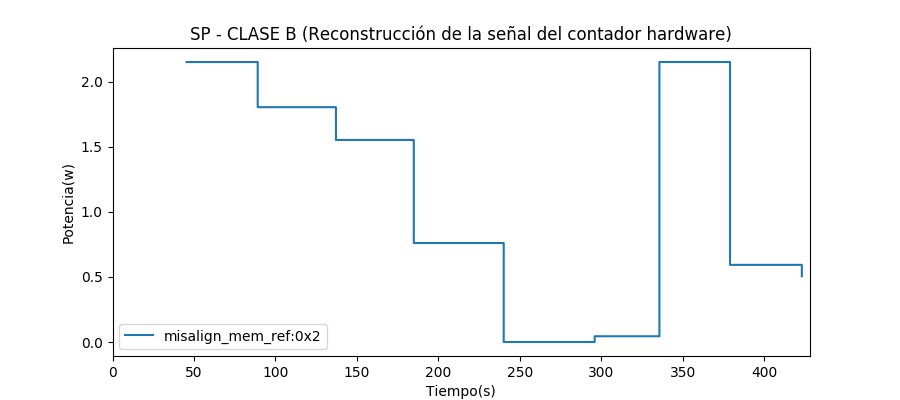 SP - CLASE B (Reconstrucción de la señal del contador hardware)
2.0
1.5
1.0
0.5
0.0
Potencia(w)
misalign_mem_ref:0x2
0 50 100 150 200 250 300 350 400
Tiempo(s)